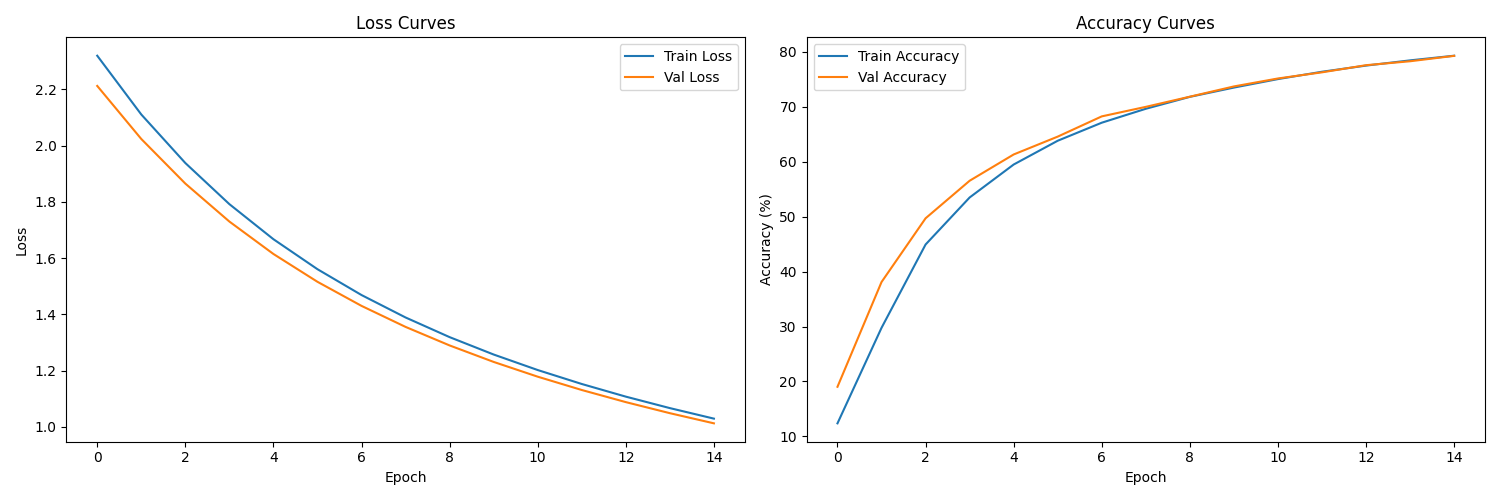 Loss Curves
Train Loss
Val Loss
2.2
2.0
1.8
1.6
1.4
1.2
1.0
Loss
0 2 4 6 8 10 12 14
Epoch
Accuracy Curves
Train Accuracy
Val Accuracy
80
70
60
50
40
30
20
10
Accuracy (%)
0 2 4 6 8 10 12 14
Epoch